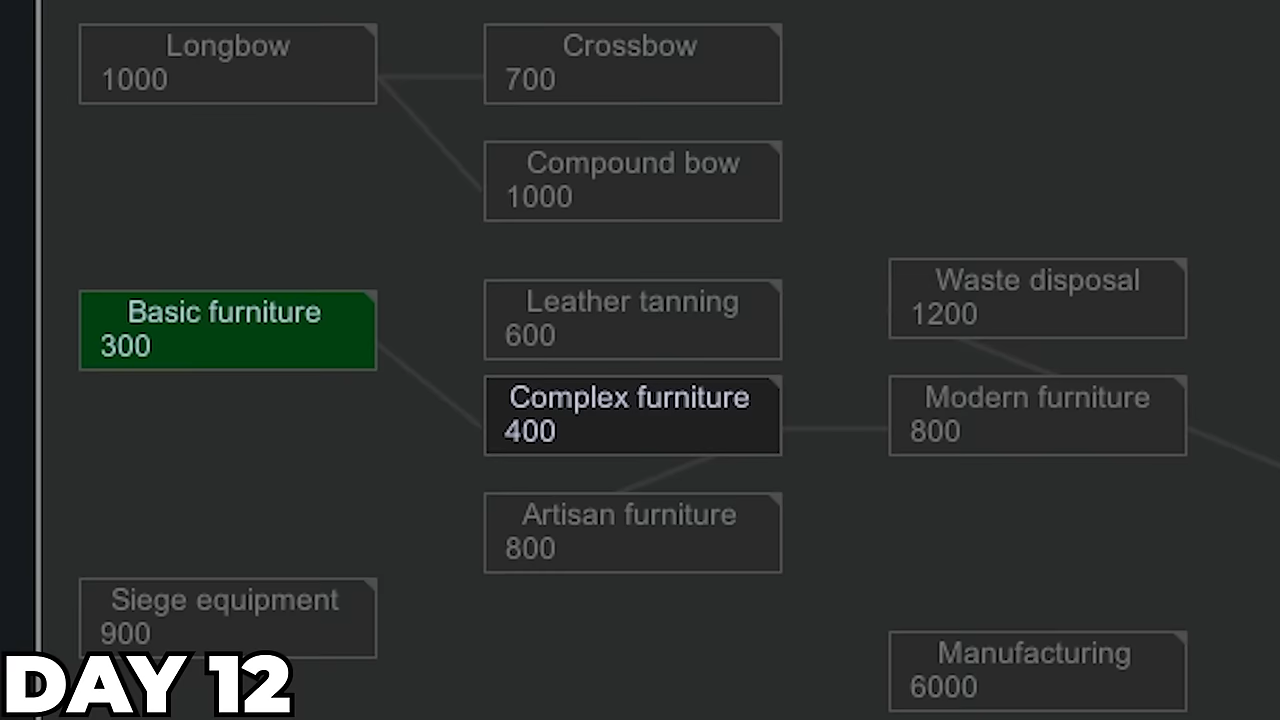 Longbow
1000
Crossbow
700
Compound bow
1000
Basic furniture
300
Leather tanning
600
Waste disposal
1200
Complex furniture
400
Modern furniture
800
Artisan furniture
800
Siege equipment
900
Manufacturing
6000
DAY 12